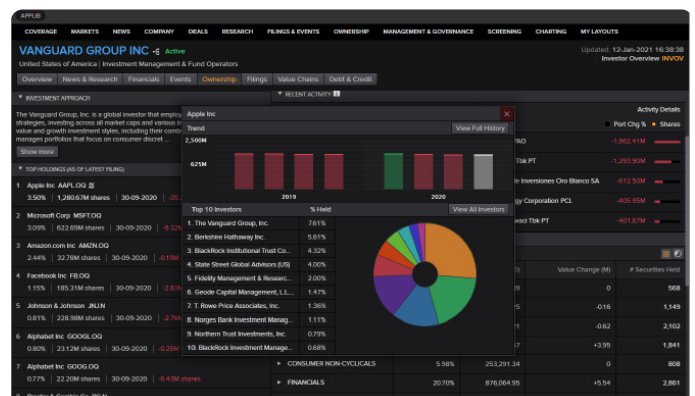 APPLIB
COVERAGE MARKETS NEWS COMPANY DEALS RESEARCH FILINGS & EVENTS OWNERSHIP MANAGEMENT & GOVERNANCE SCREENING CHARTING MY LAYOUTS
VANGUARD GROUP INC Active
Updated: 12-Jan-2021 16:38:38
United States of America | Investment Management & Fund Operators
Investor Overview INVOV
Overview News & Research Financials Events Ownership Filings Value Chains Debt & Credit
INVESTMENT APPROACH
RECENT ACTIVITY
The Vanguard Group, Inc. is a global investor that employ
strategies, investing across all market caps and various in
value and growth investment styles, including their combi
manages portfolios that focus on consumer discret ...
Show more
Activity Details
Port Chg % Shares
-1,962.41M
Tbk PT -1,293.90M
e Inversiones Oro Blanco SA -612.50M
gy Corporation PCL -405.95M
Tbk PT -401.67M
TOP HOLDINGS (AS OF LATEST FILING)
1 Apple Inc AAPL.OQ
3.50% 1,280.67M shares 30-09-2020
2 Microsoft Corp MSFT.OQ
3.09% 622.69M shares 30-09-2020 -9.32
3 Amazon.com Inc AMZN.OQ
2.44% 32.78M shares 30-09-2020 -0.19M
4 Facebook Inc FB.OQ
1.15% 185.31M shares 30-09-2020 -2.83
5 Johnson & Johnson JNJ.N
0.81% 228.98M shares 30-09-2020 -2.76
6 Alphabet Inc GOOGL.OQ
0.80% 23.12M shares 30-09-2020 -0.25M
7 Alphabet Inc GOOG.OQ
0.77% 22.20M shares 30-09-2020 -0.43M shares
Apple Inc
Trend View Full History
2,500M
625M
2019 2020
Top 10 Investors % Held View All Investors
1. The Vanguard Group, Inc. 7.61%
2. Berkshire Hathaway Inc. 5.61%
3. BlackRock Institutional Trust Co... 4.32%
4. State Street Global Advisors (US) 4.00%
5. Fidelity Management & Researc... 2.00%
6. Geode Capital Management, L.L.... 1.47%
7. T. Rowe Price Associates, Inc. 1.36%
8. Norges Bank Investment Manag... 1.11%
9. Northern Trust Investments, Inc. 0.79%
10. BlackRock Investment Manage... 0.68%
Value Change (M) # Securities Held
0 568
-0.16 1,149
-0.62 2,102
+3.95 1,841
0 808
CONSUMER NON-CYCLICALS 5.98% 253,291.34
FINANCIALS 20.70% 876,064.95 +5.54 2,861